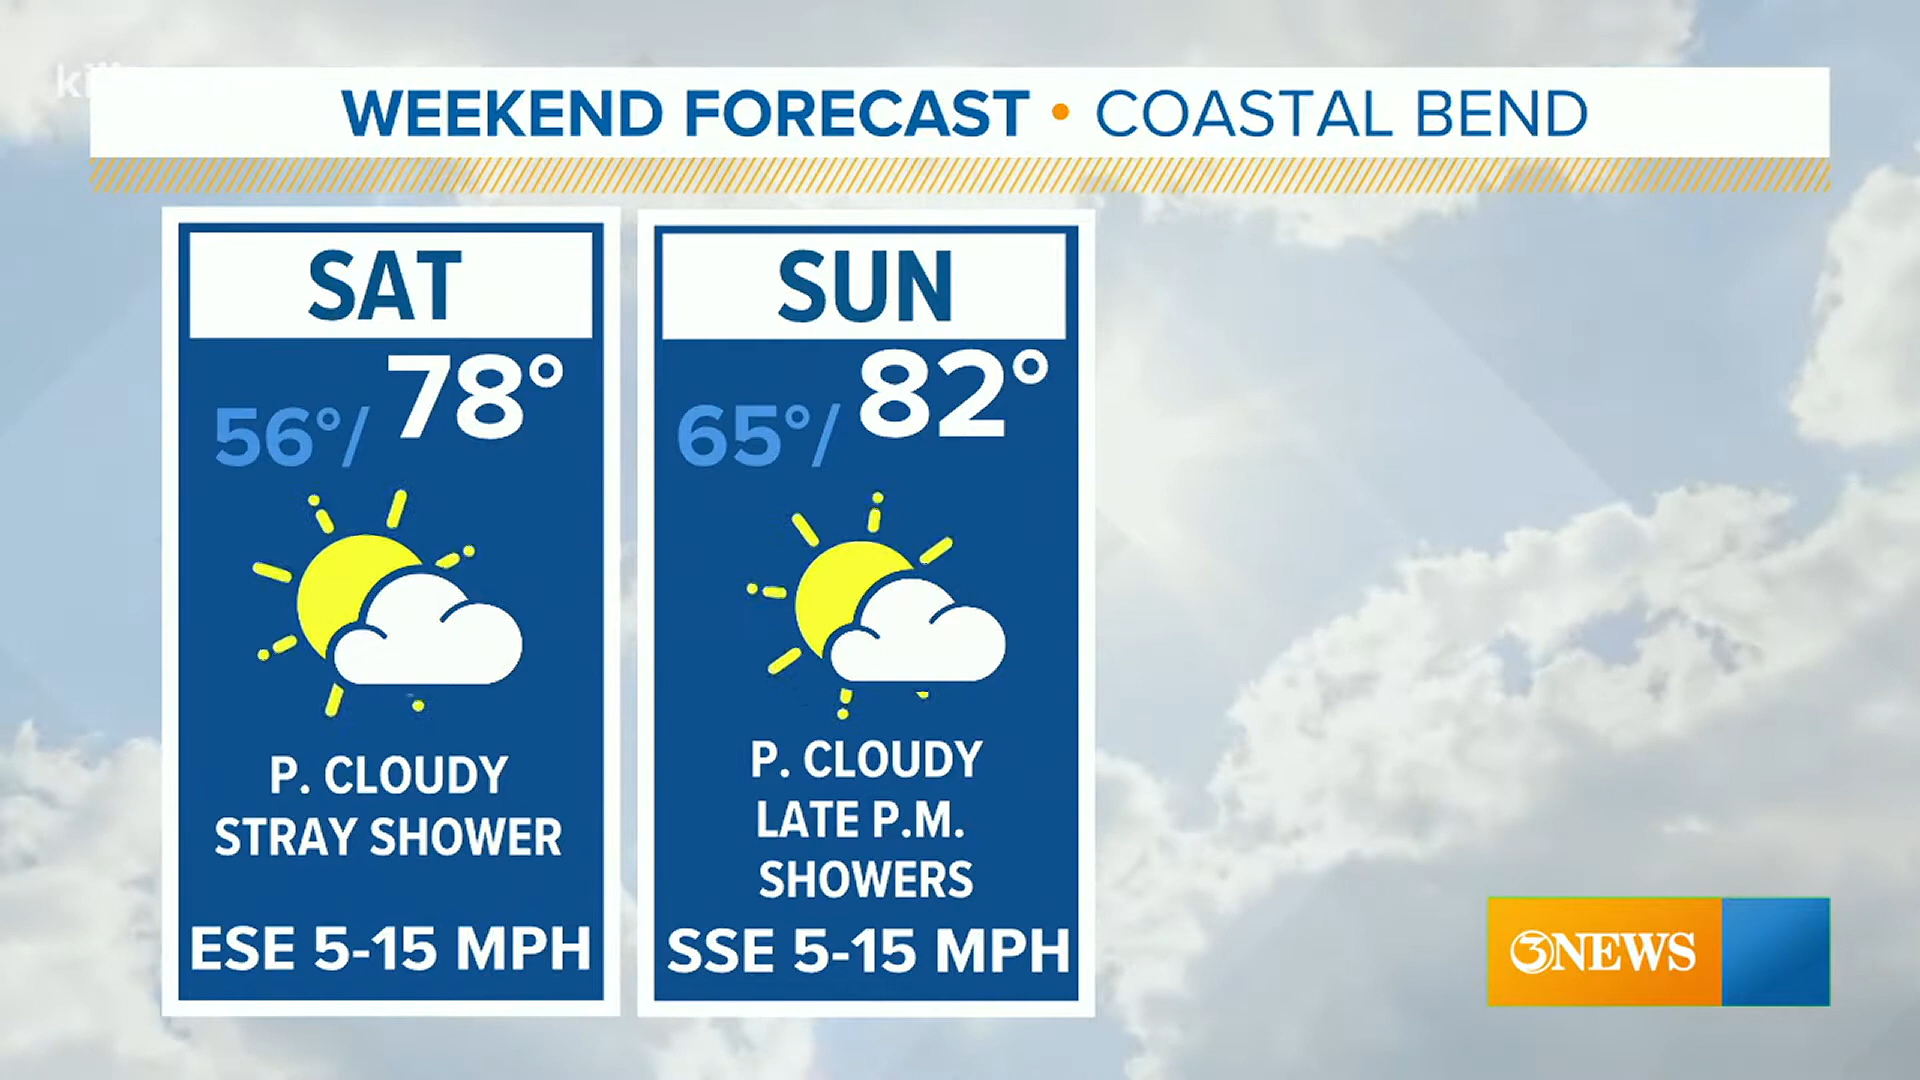 WEEKEND FORECAST • COASTAL BEND
SAT
56°/ 78°
P. CLOUDY
STRAY SHOWER
ESE 5-15 MPH
SUN
65°/ 82°
P. CLOUDY
LATE P.M.
SHOWERS
SSE 5-15 MPH
3NEWS